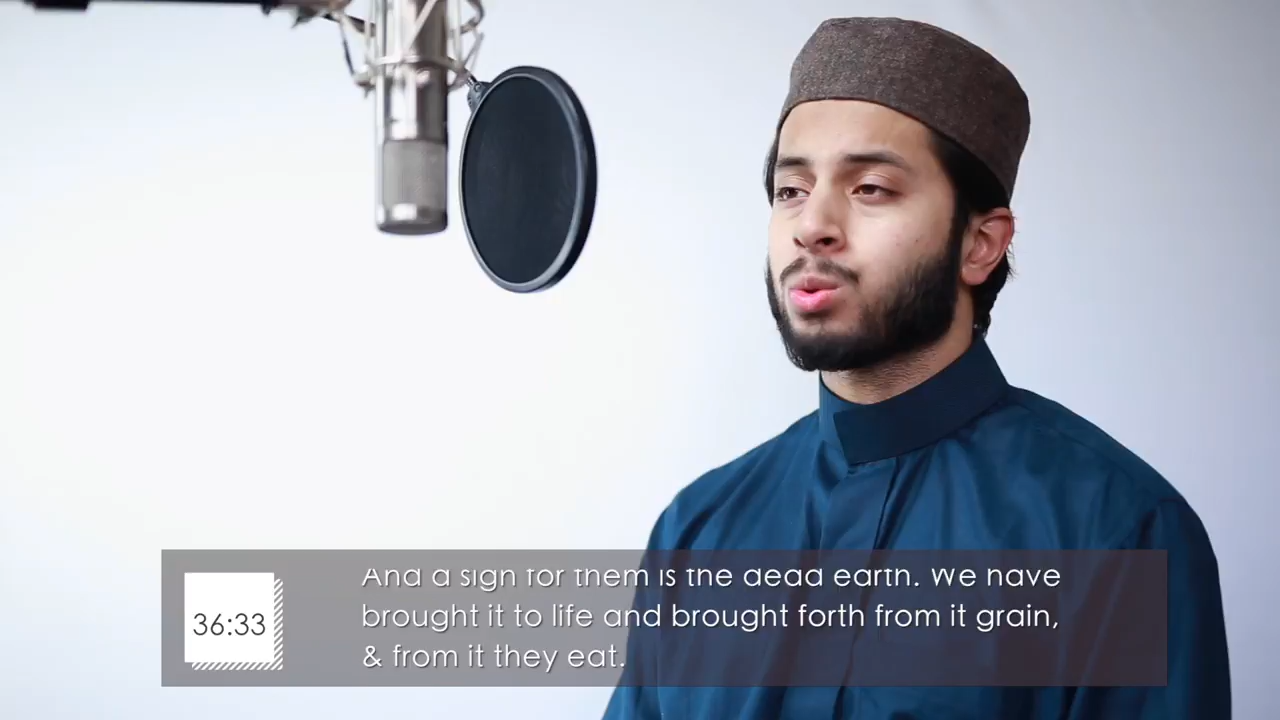 36:33
And a sign for them is the dead earth. We have
brought it to life and brought forth from it grain,
& from it they eat.